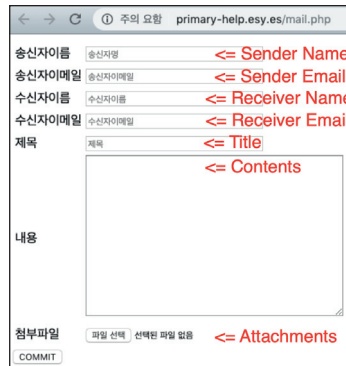 주의 요함 primary-help.esy.es/mail.php
송신자이름 송신자명 <= Sender Name
송신자이메일 송신자이메일 <= Sender Email
수신자이름 수신자이름 <= Receiver Name
수신자이메일 수신자이메일 <= Receiver Email
제목 제목 <= Title
<= Contents
내용
첨부파일 파일 선택 선택된 파일 없음 <= Attachments
COMMIT